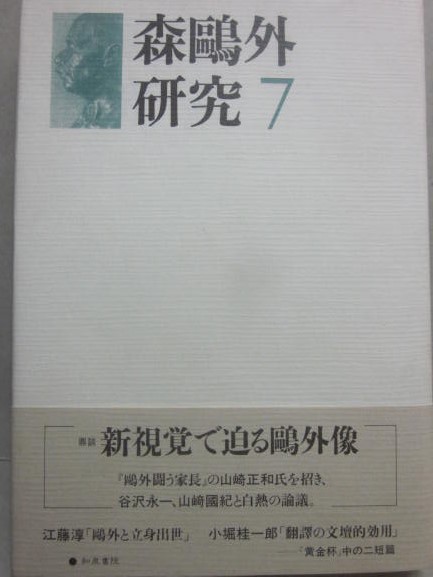 森鷗外
研究 7
鼎談 新視覚で迫る鷗外像
『鷗外闘う家長』の山崎正和氏を招き、
谷沢永一、山﨑國紀と白熱の論議。
江藤淳「鷗外と立身出世」 小堀桂一郎「翻譯の文壇的効用」
──「黄金杯」中の二短篇
●和泉書院